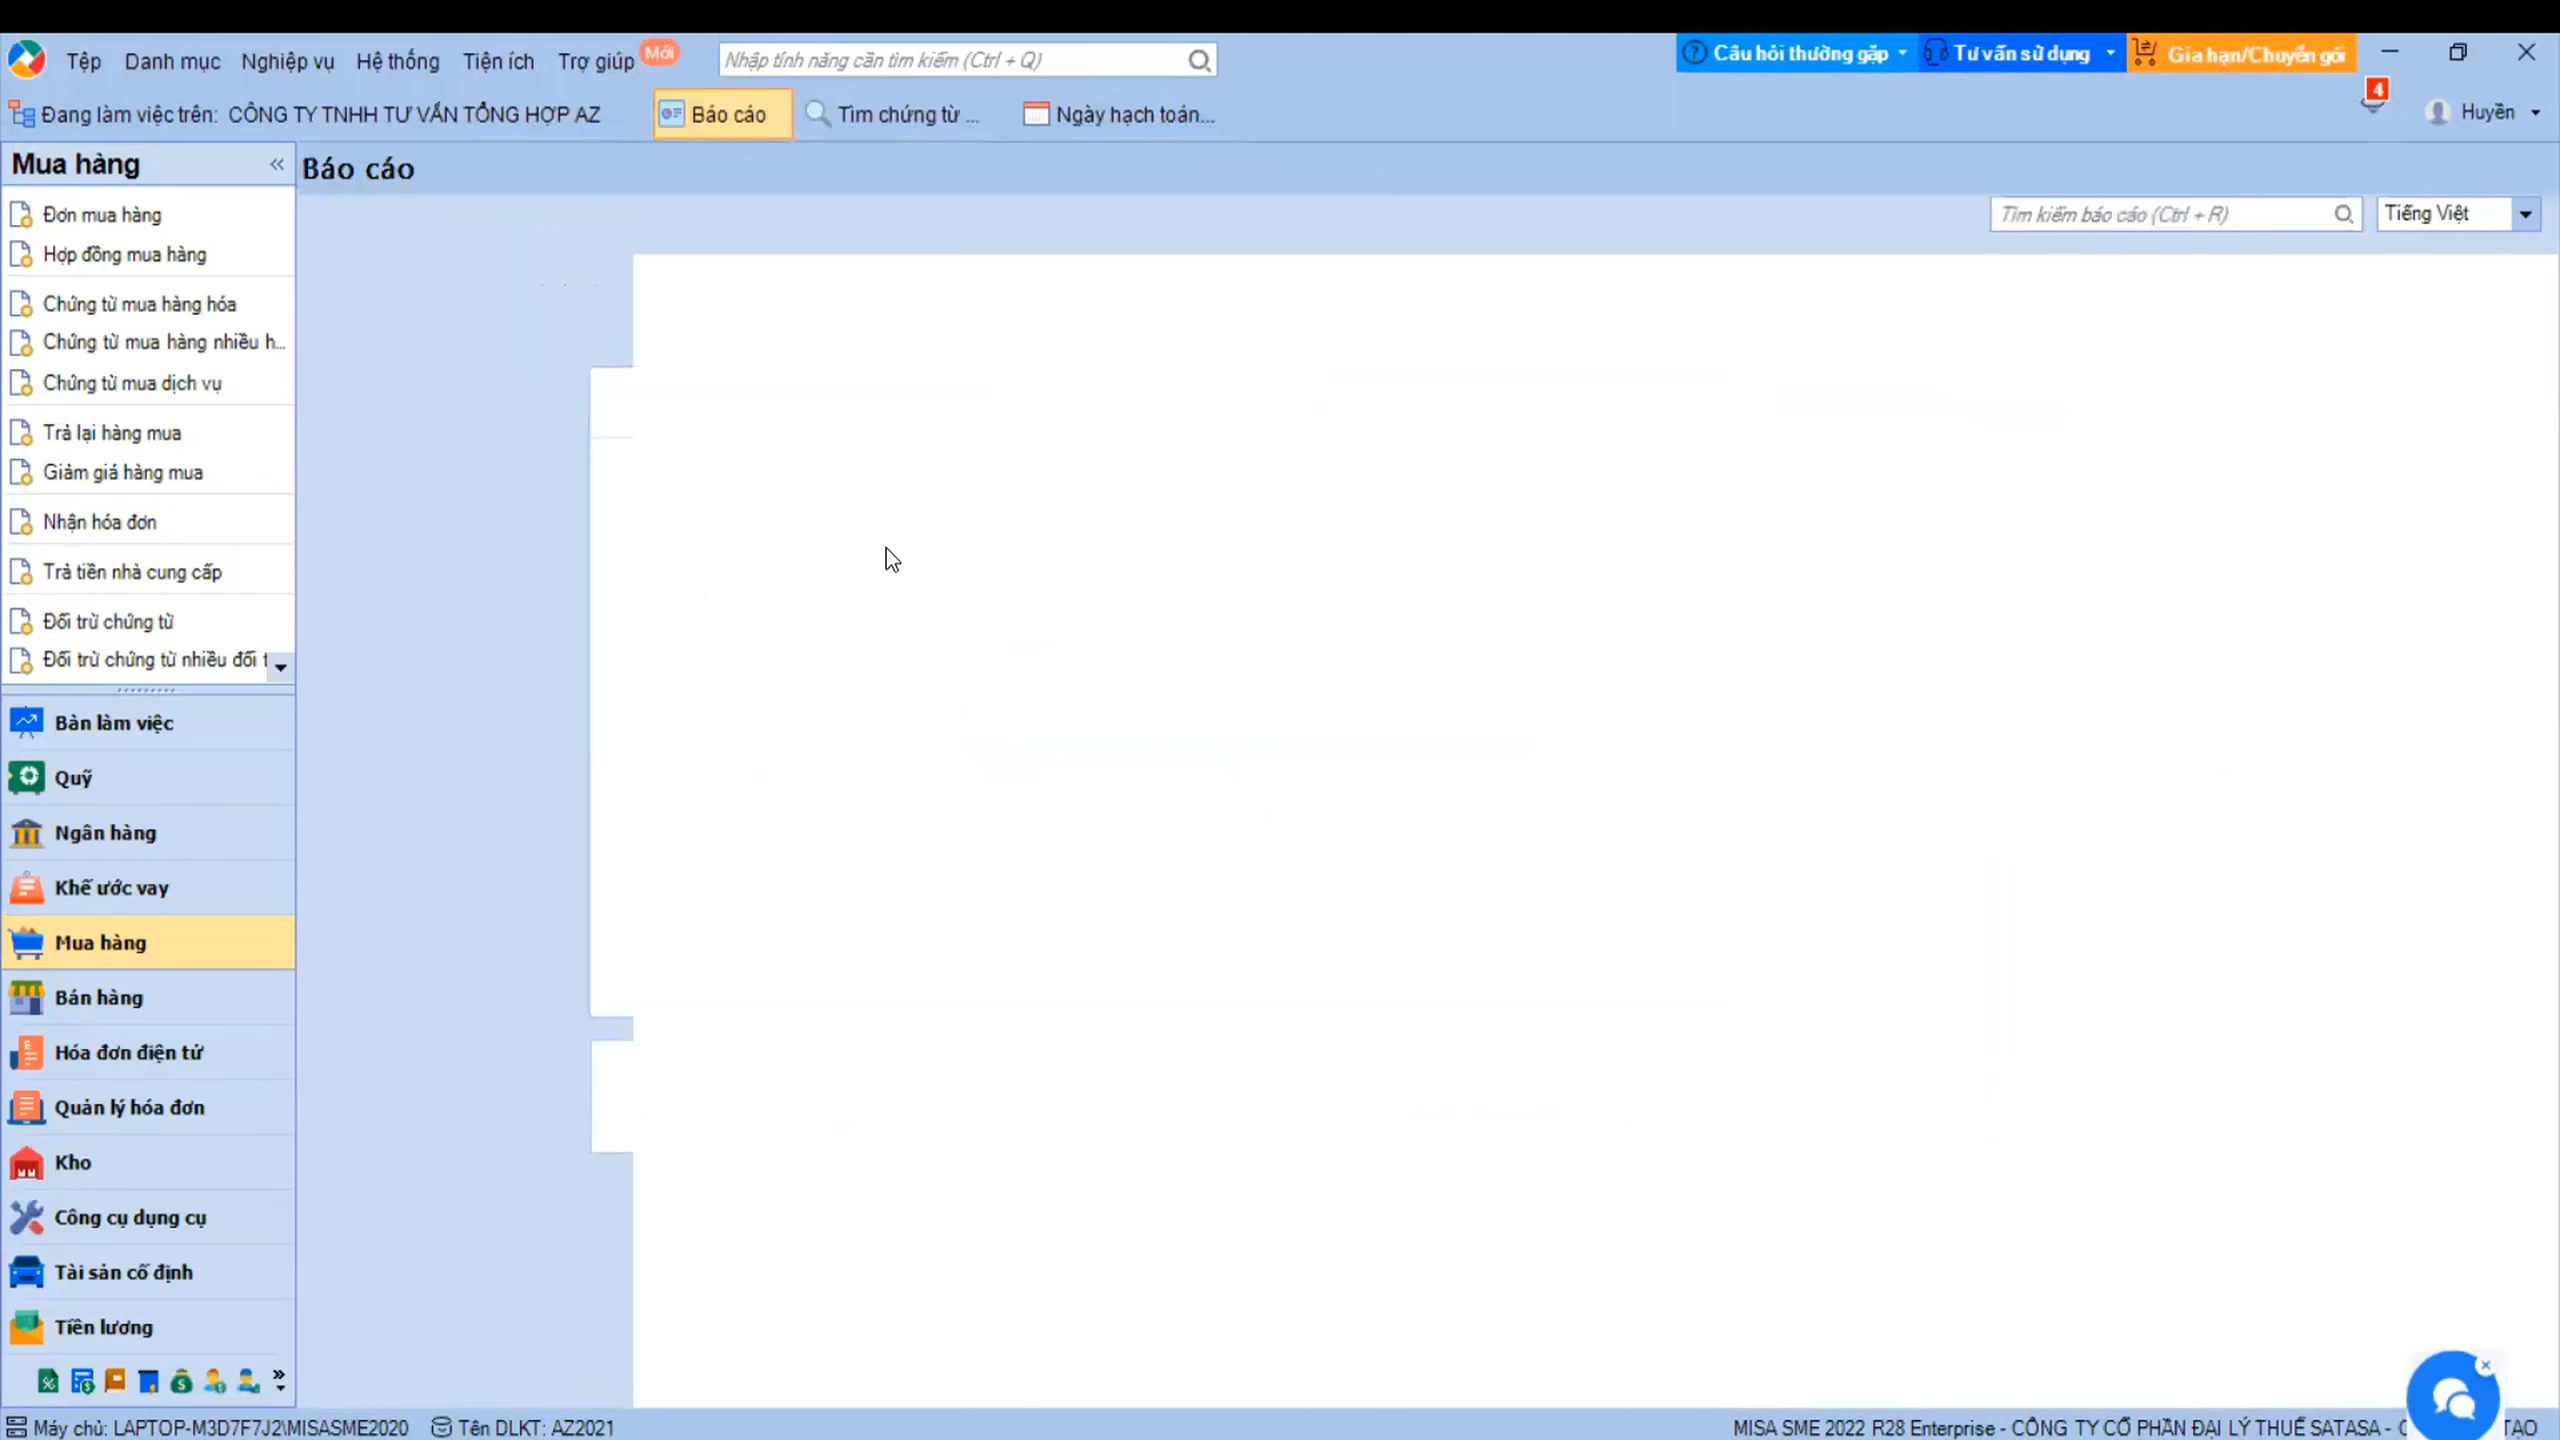 Tệp Danh mục Nghiệp vụ Hệ thống Tiện ích Trợ giúp Mới Nhập tính năng cần tìm kiếm (Ctrl + Q) Câu hỏi thường gặp Tư vấn sử dụng Gia hạn/Chuyển gói
Đang làm việc trên: CÔNG TY TNHH TƯ VẤN TỔNG HỢP AZ Báo cáo Tìm chứng từ ... Ngày hạch toán... 4 Huyền
Mua hàng « Báo cáo
Tìm kiếm báo cáo (Ctrl + R) Tiếng Việt
Đơn mua hàng
Hợp đồng mua hàng
Chứng từ mua hàng hóa
Chứng từ mua hàng nhiều h...
Chứng từ mua dịch vụ
Trả lại hàng mua
Giảm giá hàng mua
Nhận hóa đơn
Trả tiền nhà cung cấp
Đối trừ chứng từ
Đối trừ chứng từ nhiều đối t
Bàn làm việc
Quỹ
Ngân hàng
Khế ước vay
Mua hàng
Bán hàng
Hóa đơn điện tử
Quản lý hóa đơn
Kho
Công cụ dụng cụ
Tài sản cố định
Tiền lương
Máy chủ: LAPTOP-M3D7F7J2\MISASME2020 Tên DLKT: AZ2021 MISA SME 2022 R28 Enterprise - CÔNG TY CỔ PHẦN ĐẠI LÝ THUẾ SATASA - TẠO